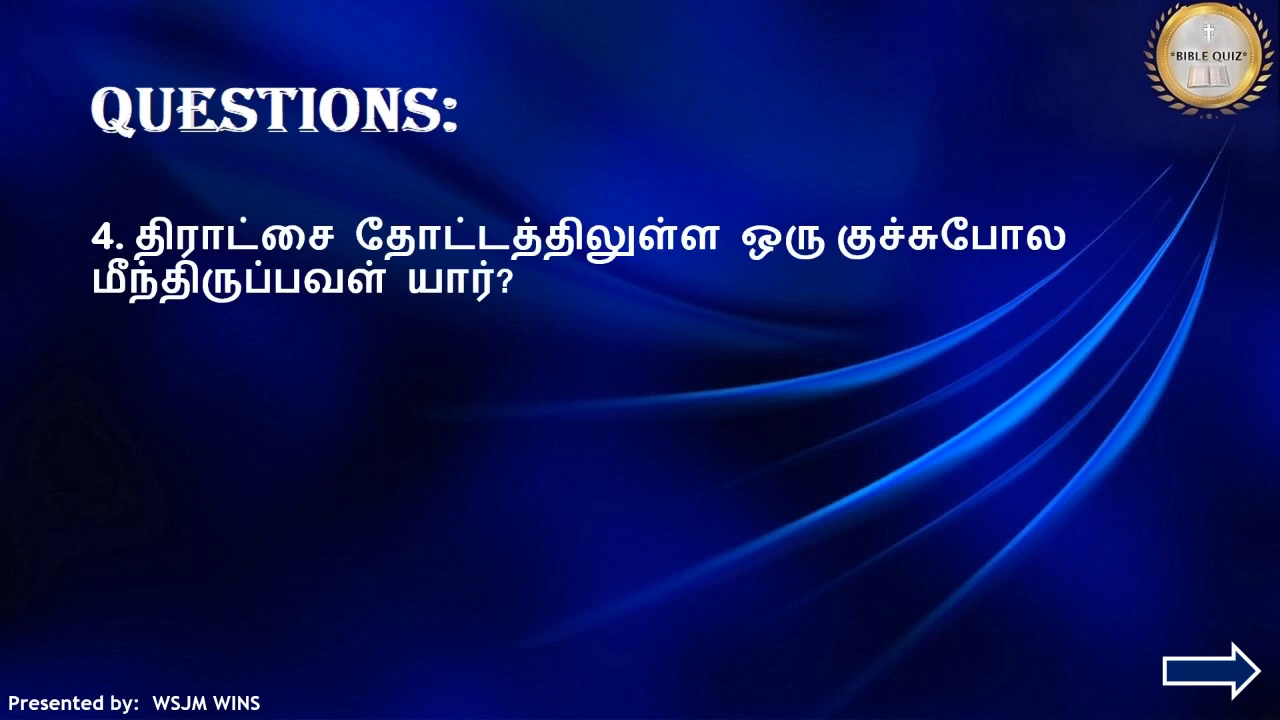 *BIBLE QUIZ*
QUESTIONS:
4. திராட்சை தோட்டத்திலுள்ள ஒரு குச்சுபோல
மீந்திருப்பவள் யார்?
Presented by: WSJM WINS